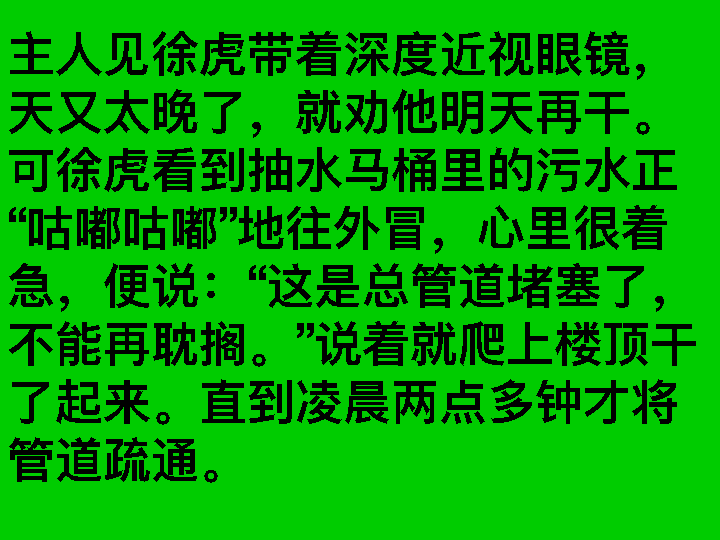 主人见徐虎带着深度近视眼镜，
天又太晚了，就劝他明天再干。
可徐虎看到抽水马桶里的污水正
“咕嘟咕嘟”地往外冒，心里很着
急，便说：“这是总管道堵塞了，
不能再耽搁。”说着就爬上楼顶干
了起来。直到凌晨两点多钟才将
管道疏通。